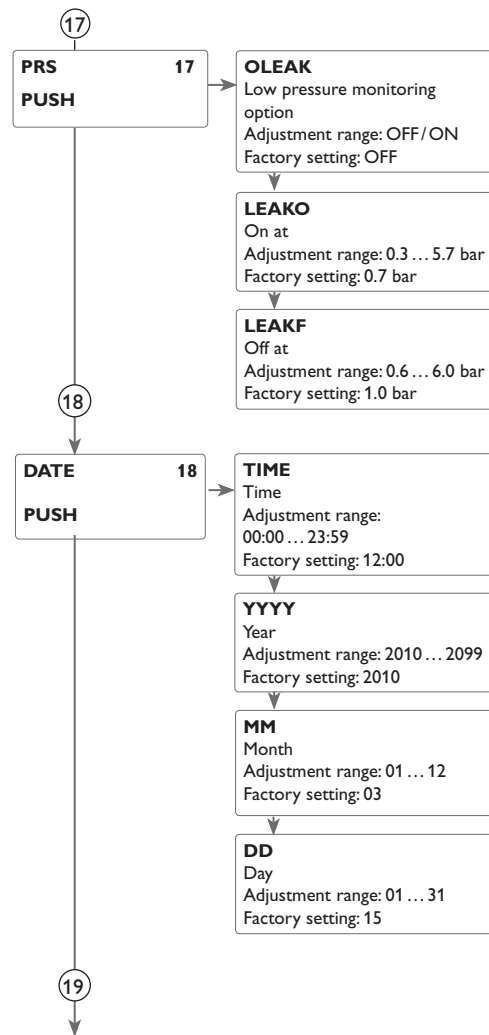 17
PRS 17
PUSH
OLEAK
Low pressure monitoring
option
Adjustment range: OFF/ON
Factory setting: OFF
LEAKO
On at
Adjustment range: 0.3 ... 5.7 bar
Factory setting: 0.7 bar
LEAKF
Off at
Adjustment range: 0.6 ... 6.0 bar
Factory setting: 1.0 bar
18
DATE 18
PUSH
TIME
Time
Adjustment range:
00:00 ... 23:59
Factory setting: 12:00
YYYY
Year
Adjustment range: 2010 ... 2099
Factory setting: 2010
MM
Month
Adjustment range: 01 ... 12
Factory setting: 03
DD
Day
Adjustment range: 01 ... 31
Factory setting: 15
19